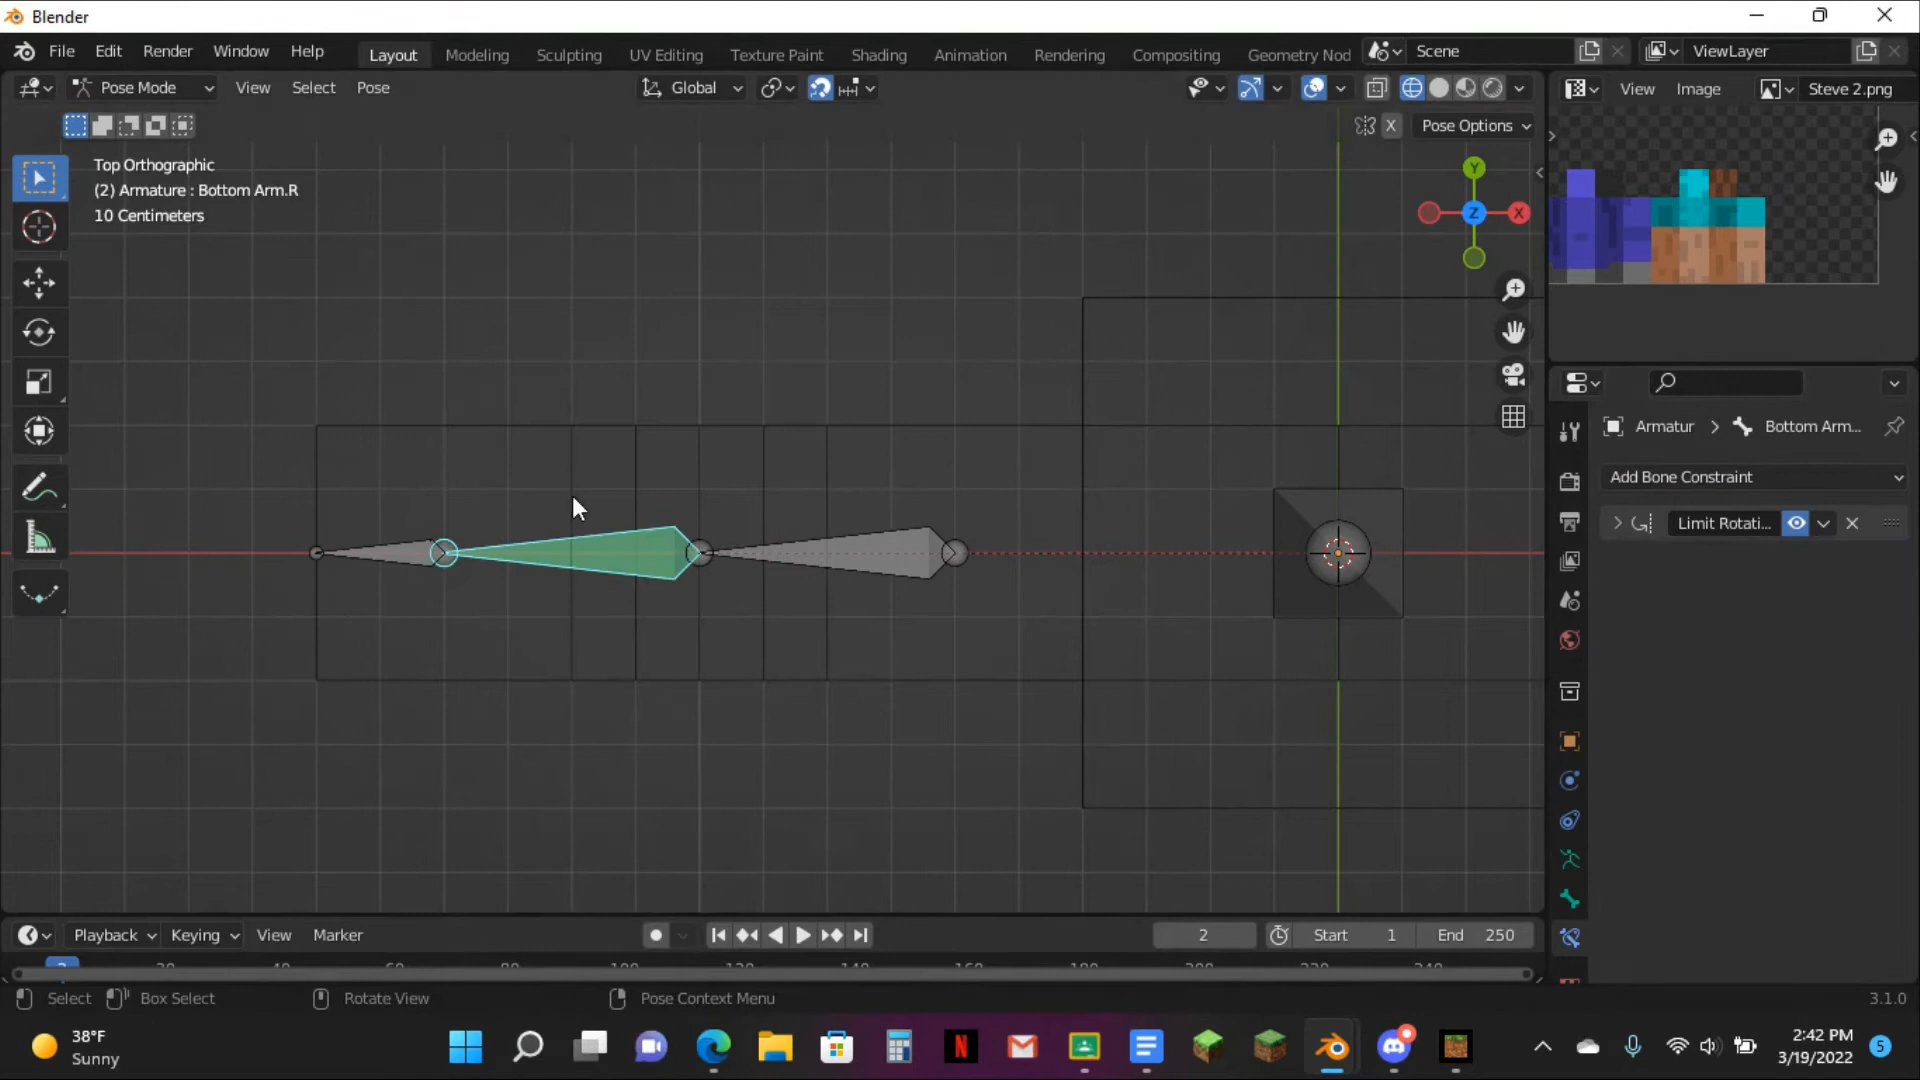 Blender
File Edit Render Window Help Layout Modeling Sculpting UV Editing Texture Paint Shading Animation Rendering Compositing Geometry Nod Scene ViewLayer
Pose Mode View Select Pose Global View Image Steve 2.png
X Pose Options
Top Orthographic
(2) Armature : Bottom Arm.R
10 Centimeters
Y
Z X
Armatur > Bottom Arm...
Add Bone Constraint
Limit Rotati...
Playback Keying View Marker 2 Start 1 End 250
Select Box Select Rotate View Pose Context Menu 3.1.0
38°F
Sunny
N
2:42 PM
3/19/2022
5